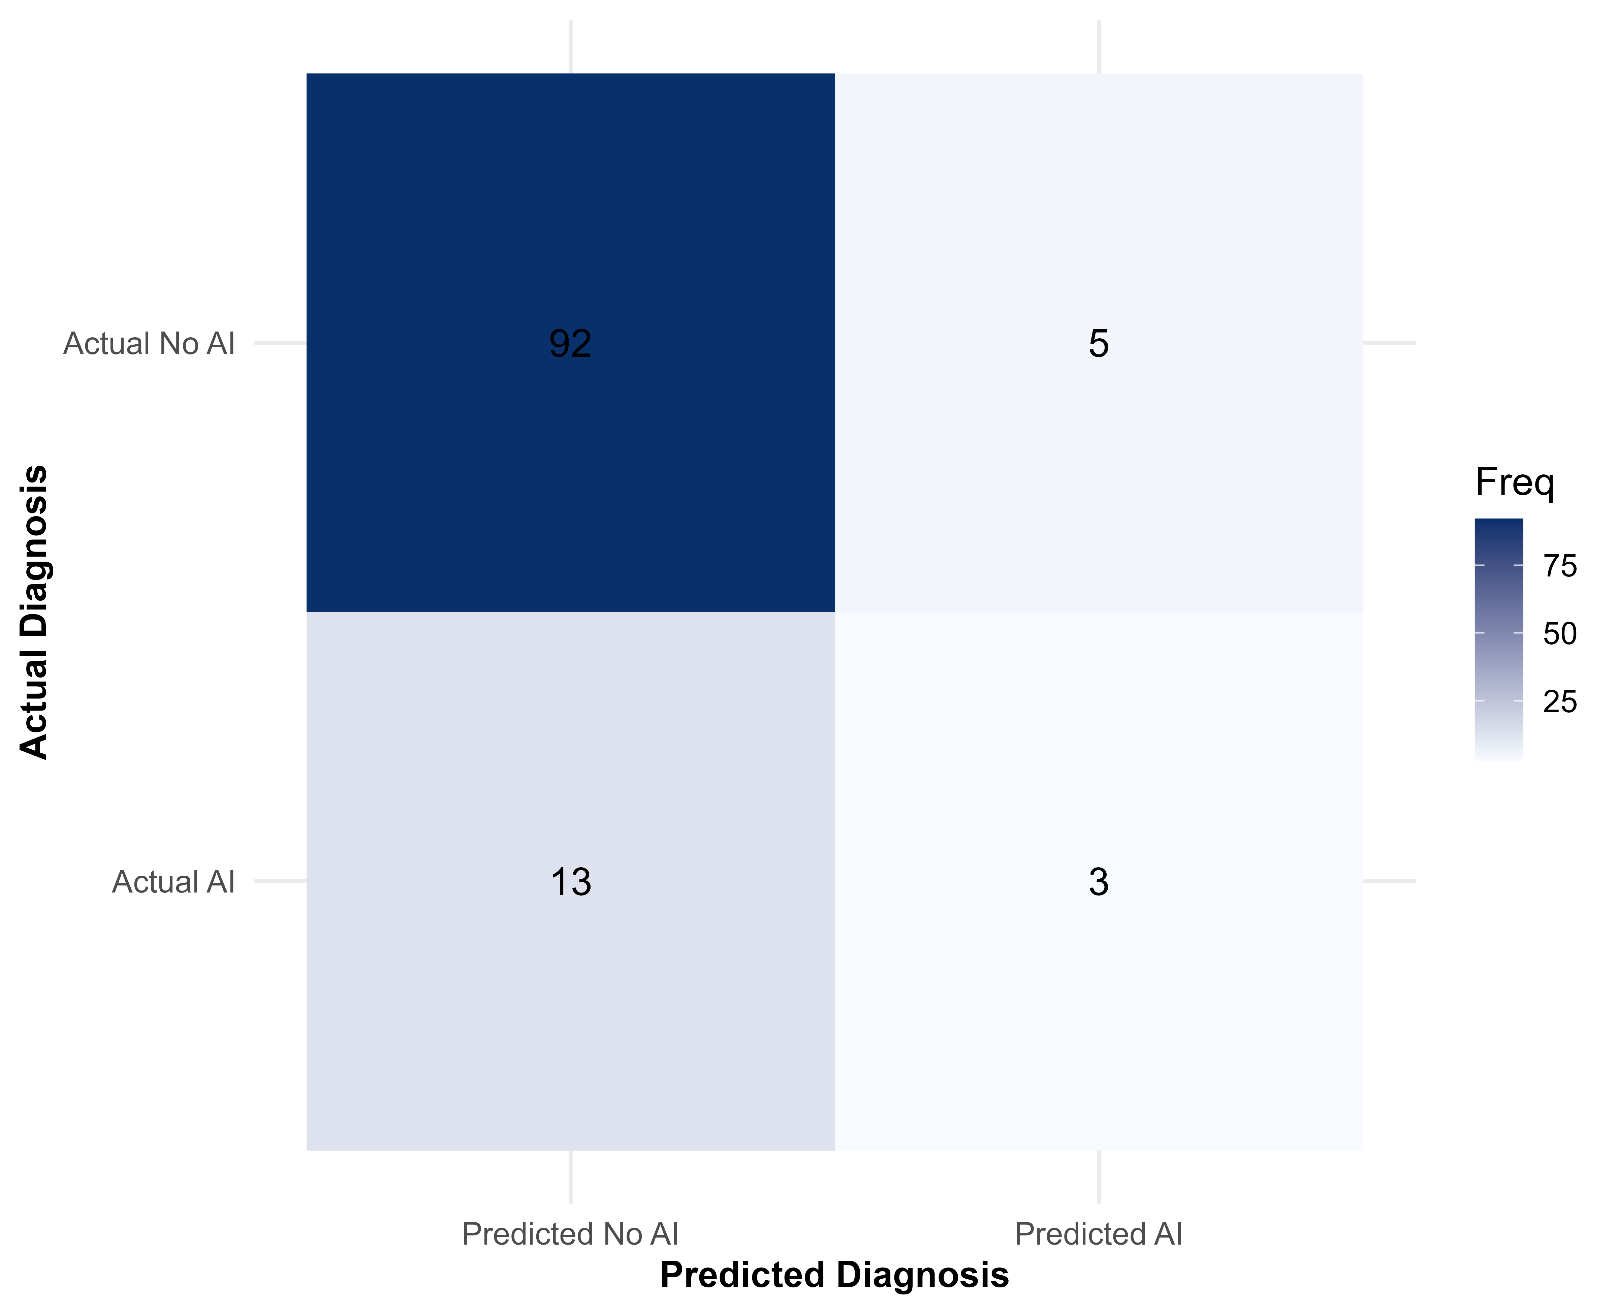 Actual Diagnosis
Actual No AI
92
5
Actual AI
13
3
Predicted No AI
Predicted AI
Predicted Diagnosis
Freq
75
50
25